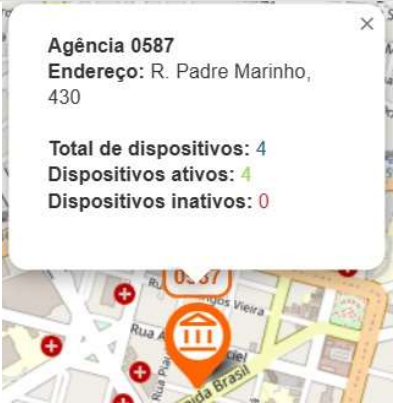 ×
Agência 0587
Endereço: R. Padre Marinho,
430
Total de dispositivos: 4
Dispositivos ativos: 4
Dispositivos inativos: 0
0587
Vieira
Rua
Rua
Brasil